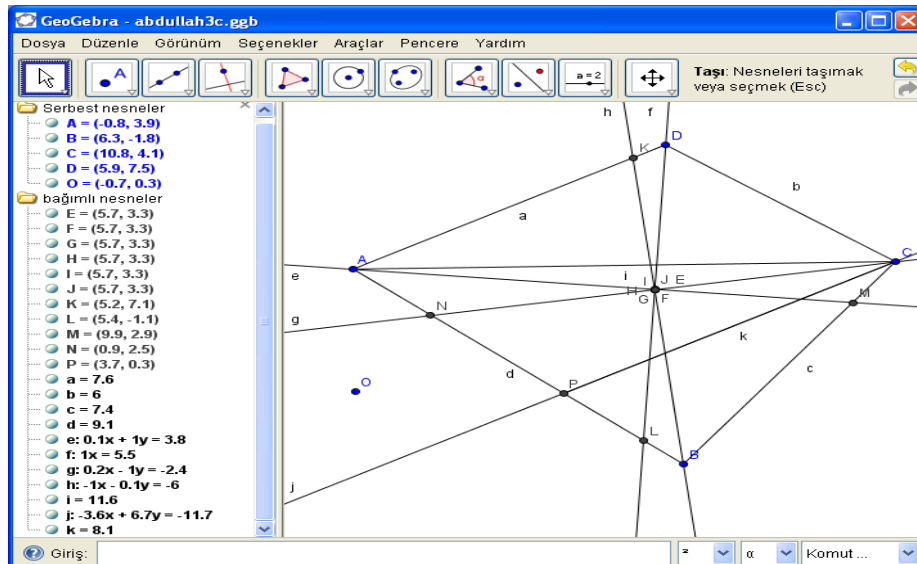 GeoGebra - abdullah3c.ggb
Dosya Düzenle Görünüm Seçenekler Araçlar Pencere Yardım
A
α
a = 2
Taşı: Nesneleri taşımak
veya seçmek (Esc)
Serbest nesneler
A = (-0.8, 3.9)
B = (6.3, -1.8)
C = (10.8, 4.1)
D = (5.9, 7.5)
O = (-0.7, 0.3)
bağımlı nesneler
E = (5.7, 3.3)
F = (5.7, 3.3)
G = (5.7, 3.3)
H = (5.7, 3.3)
I = (5.7, 3.3)
J = (5.7, 3.3)
K = (5.2, 7.1)
L = (5.4, -1.1)
M = (9.9, 2.9)
N = (0.9, 2.5)
P = (3.7, 0.3)
a = 7.6
b = 6
c = 7.4
d = 9.1
e: 0.1x + 1y = 3.8
f: 1x = 5.5
g: 0.2x - 1y = -2.4
h: -1x - 0.1y = -6
i = 11.6
j: -3.6x + 6.7y = -11.7
k = 8.1
h f
K D
a b
A C
e i I J E
H G F M
g N
k
d c
O P
L
B
j
Giriş: ² α Komut ...